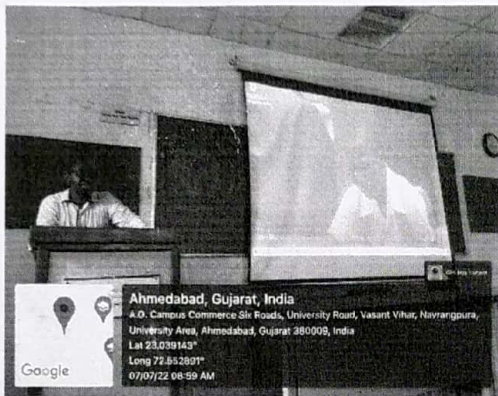 Ahmedabad, Gujarat, India
A.G. Campus Commerce Six Roads, University Road, Vasant Vihar, Navrangpura,
University Area, Ahmedabad, Gujarat 380009, India
Lat 23.039143°
Long 72.552891°
07/07/22 08:59 AM
Google